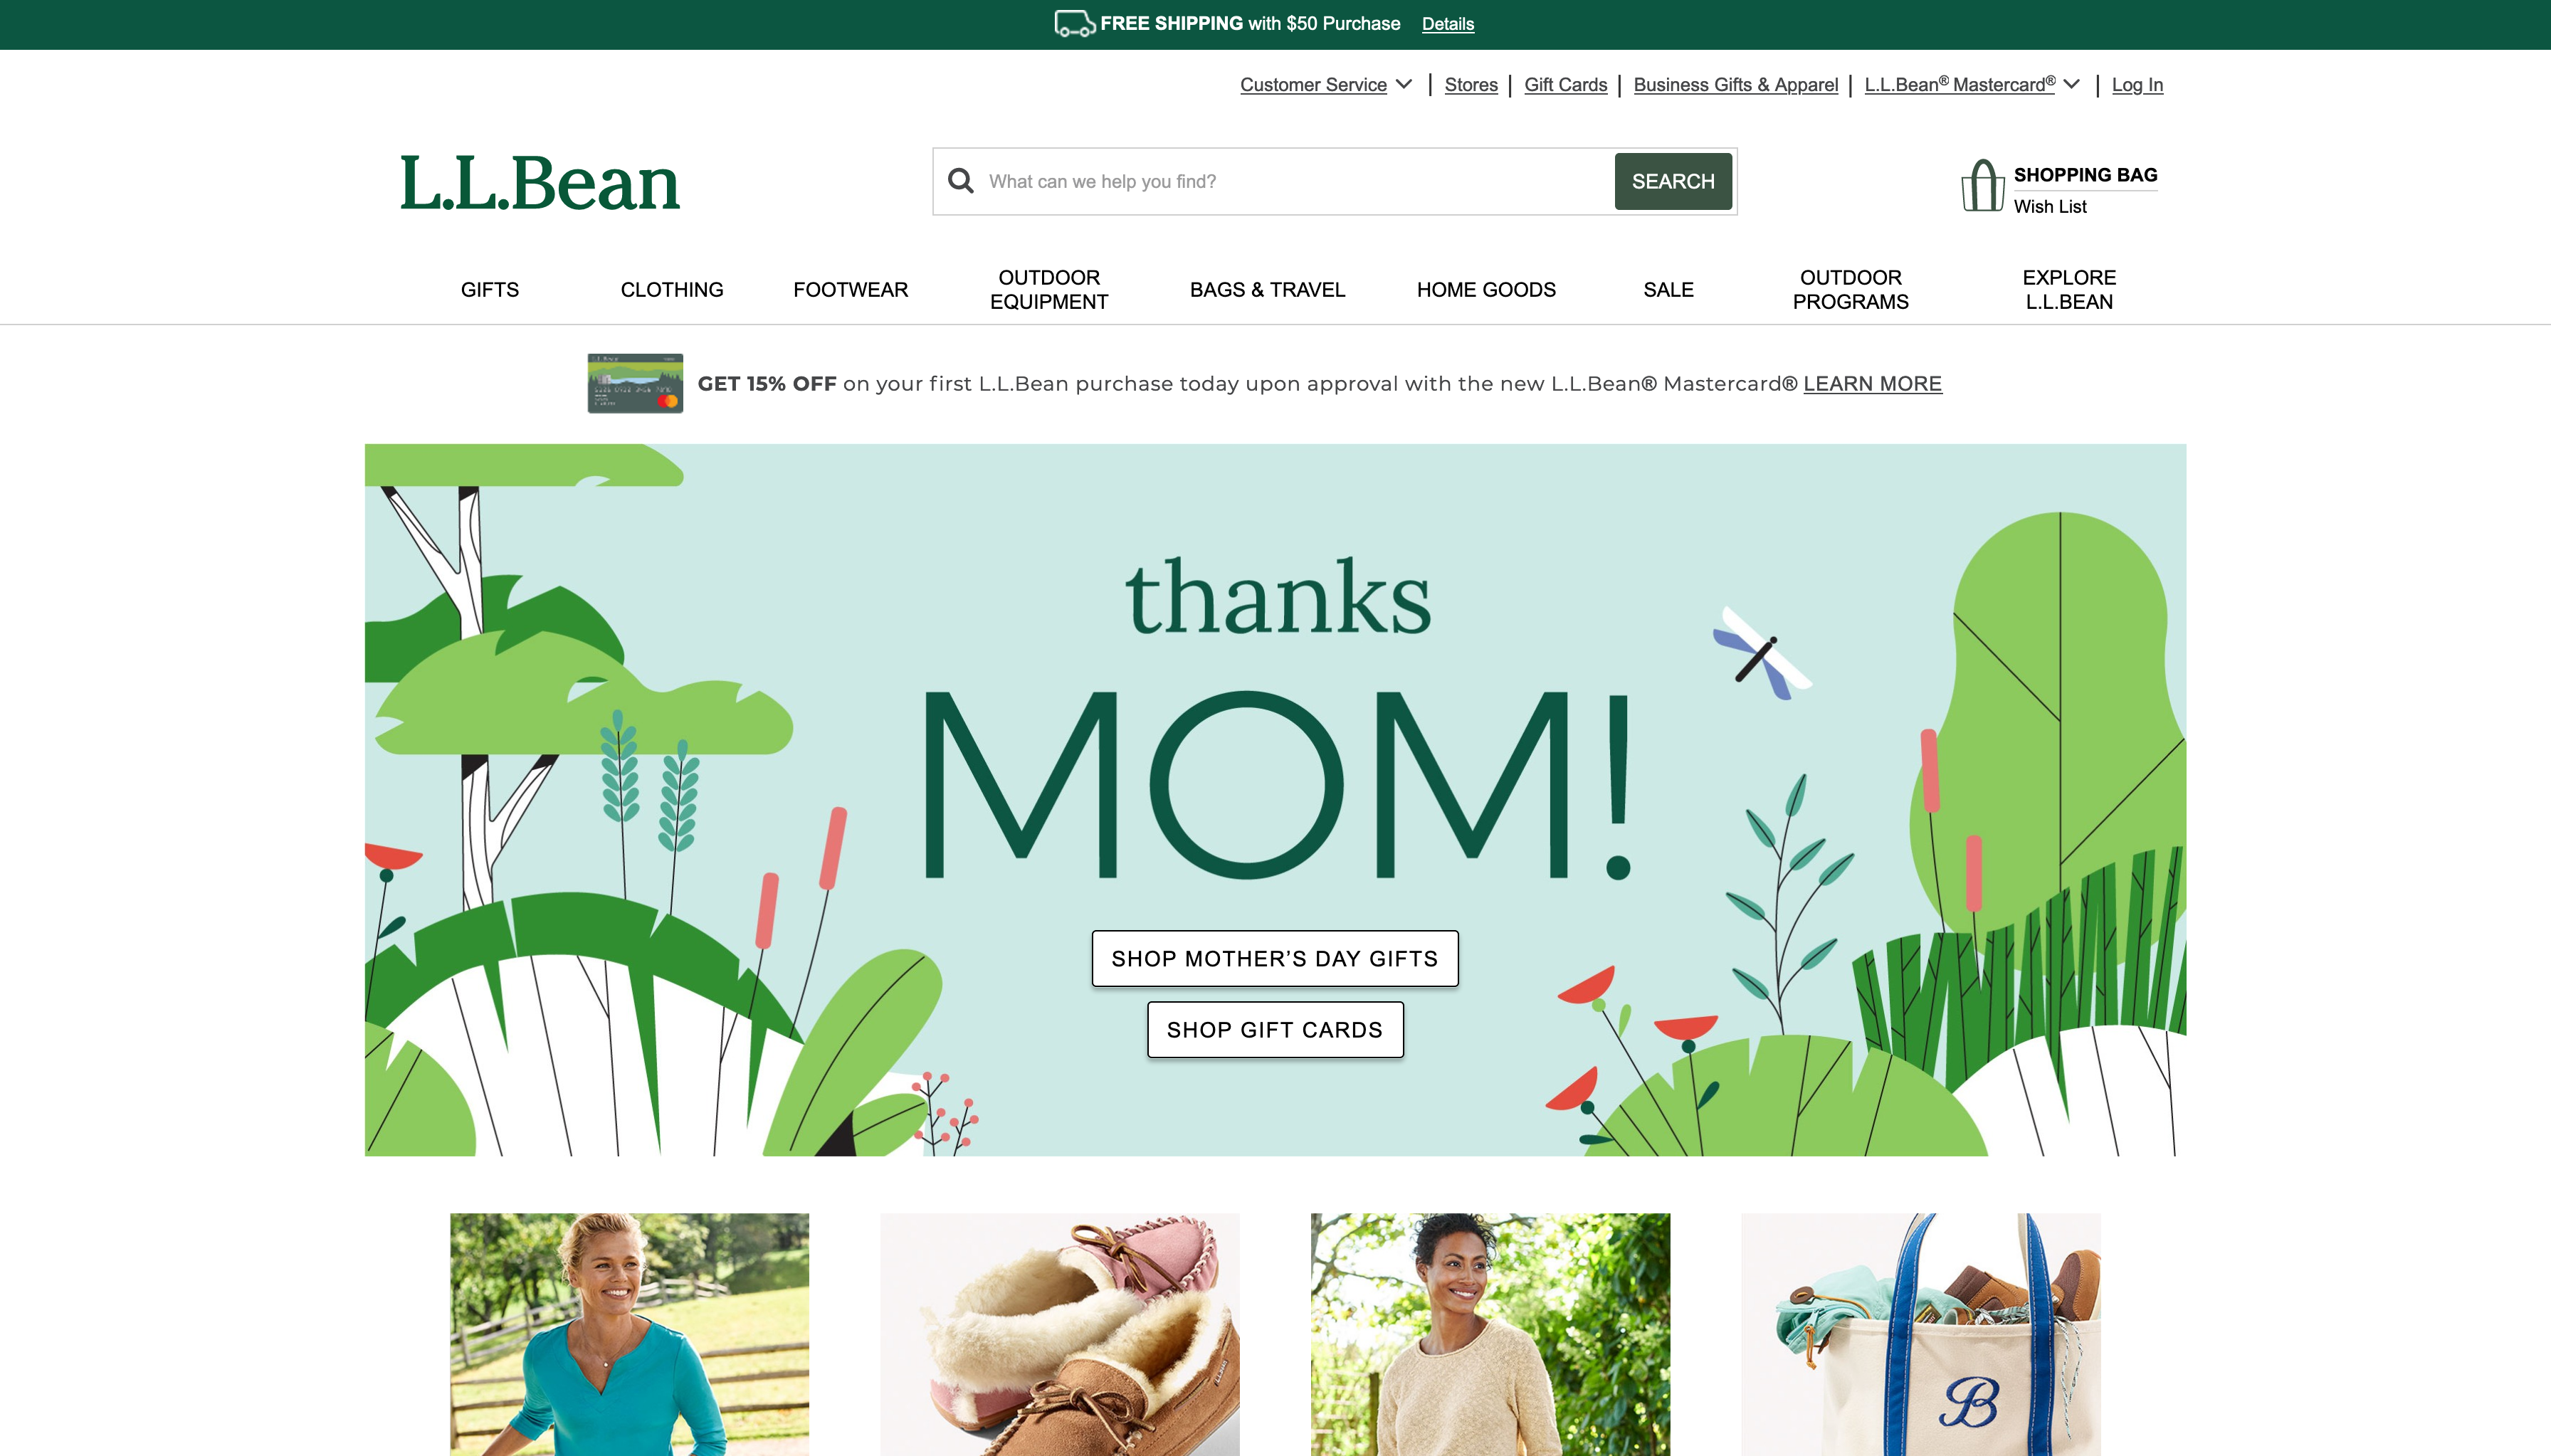 FREE SHIPPING with $50 Purchase Details
Customer Service | Stores | Gift Cards | Business Gifts & Apparel | L.L.Bean® Mastercard® | Log In
L.L.Bean
What can we help you find?
SEARCH
SHOPPING BAG
Wish List
GIFTS
CLOTHING
FOOTWEAR
OUTDOOR
EQUIPMENT
BAGS & TRAVEL
HOME GOODS
SALE
OUTDOOR
PROGRAMS
EXPLORE
L.L.BEAN
GET 15% OFF on your first L.L.Bean purchase today upon approval with the new L.L.Bean® Mastercard® LEARN MORE
thanks
MOM!
SHOP MOTHER’S DAY GIFTS
SHOP GIFT CARDS
B